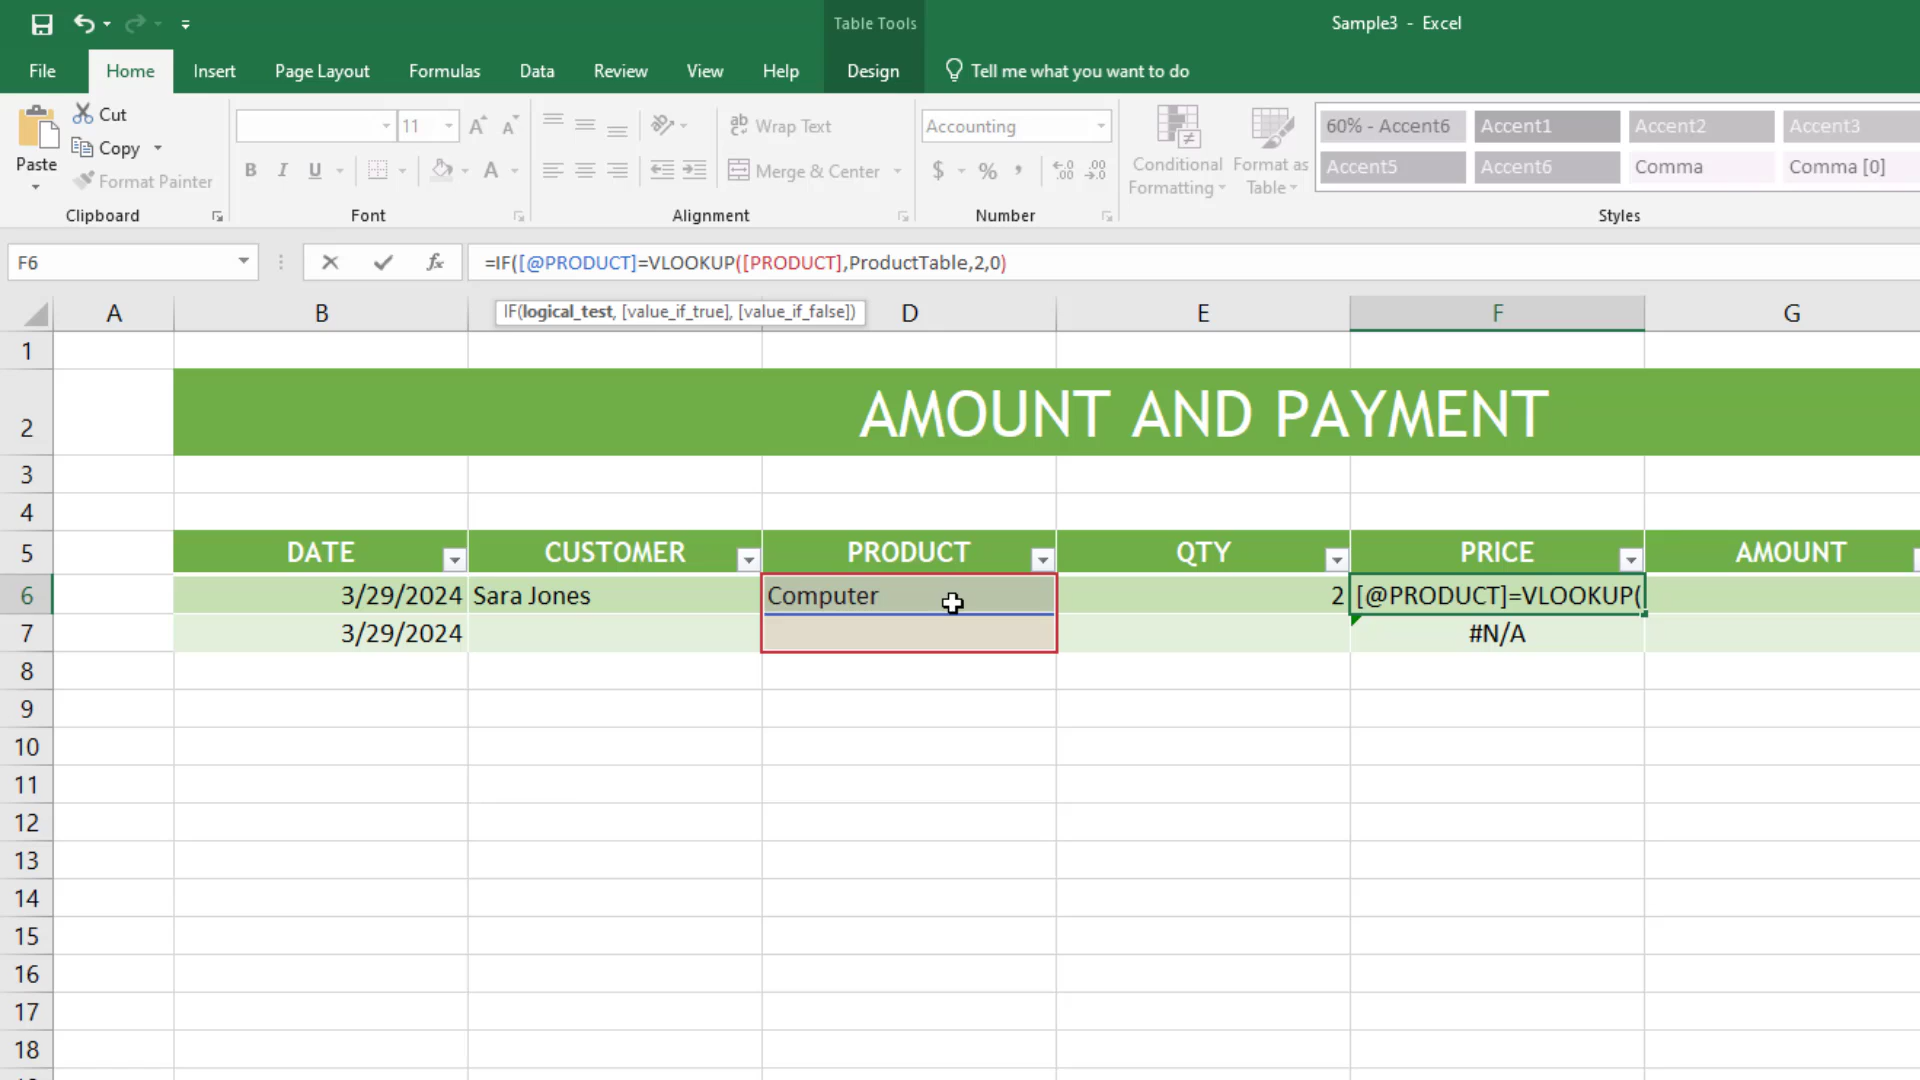 Table Tools
Sample3 - Excel
File Home Insert Page Layout Formulas Data Review View Help Design Tell me what you want to do
Paste
Cut
Copy
Format Painter
11
B I U A
Wrap Text
Merge & Center
Accounting
$ % ,
Conditional Formatting
Format as Table
60% - Accent6 Accent1 Accent2 Accent3
Accent5 Accent6 Comma Comma [0]
Clipboard Font Alignment Number Styles
F6 fx =IF([@PRODUCT]=VLOOKUP([PRODUCT],ProductTable,2,0)
IF(logical_test, [value_if_true], [value_if_false])
A B D E F G
1
2 AMOUNT AND PAYMENT
3
4
5 DATE CUSTOMER PRODUCT QTY PRICE AMOUNT
6 3/29/2024 Sara Jones Computer 2 [@PRODUCT]=VLOOKUP(
7 3/29/2024 #N/A
8
9
10
11
12
13
14
15
16
17
18